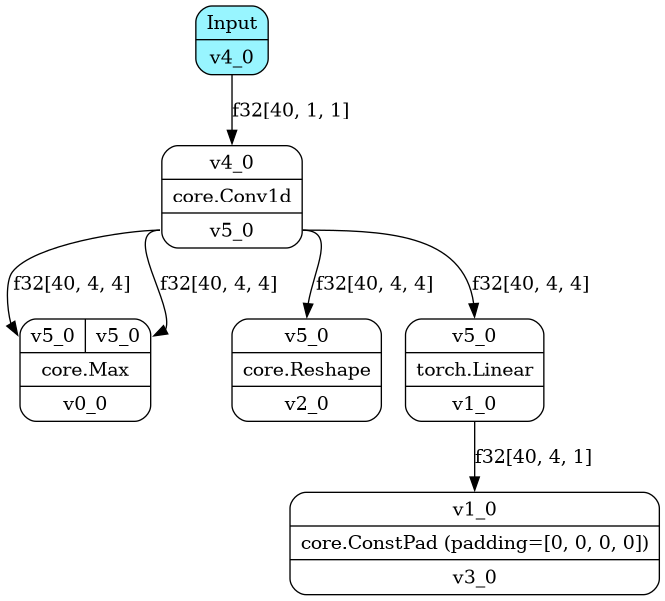 Input
v4_0
f32[40, 1, 1]
v4_0
core.Conv1d
v5_0
f32[40, 4, 4] f32[40, 4, 4] f32[40, 4, 4] f32[40, 4, 4]
v5_0 v5_0 v5_0 v5_0
core.Max core.Reshape torch.Linear
v0_0 v2_0 v1_0
f32[40, 4, 1]
v1_0
core.ConstPad (padding=[0, 0, 0, 0])
v3_0